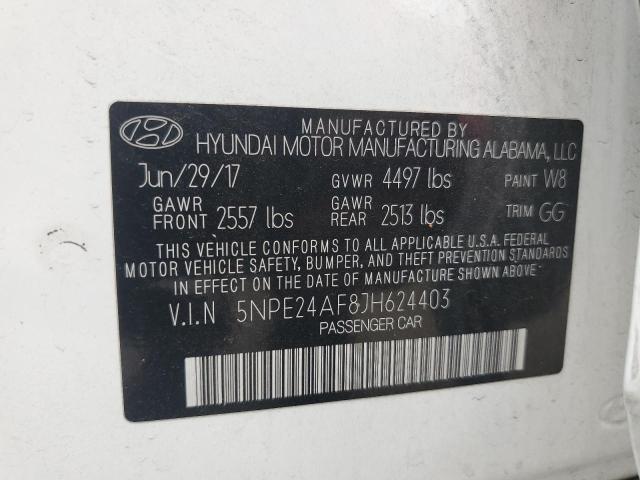 MANUFACTURED BY
HYUNDAI MOTOR MANUFACTURING ALABAMA, LLC
Jun/29/17 GVWR 4497 lbs PAINT W8
GAWR FRONT 2557 lbs GAWR REAR 2513 lbs TRIM GG
THIS VEHICLE CONFORMS TO ALL APPLICABLE U.S.A. FEDERAL
MOTOR VEHICLE SAFETY, BUMPER, AND THEFT PREVENTION STANDARDS
IN EFFECT ON THE DATE OF MANUFACTURE SHOWN ABOVE.
V.I.N 5NPE24AF8JH624403
PASSENGER CAR